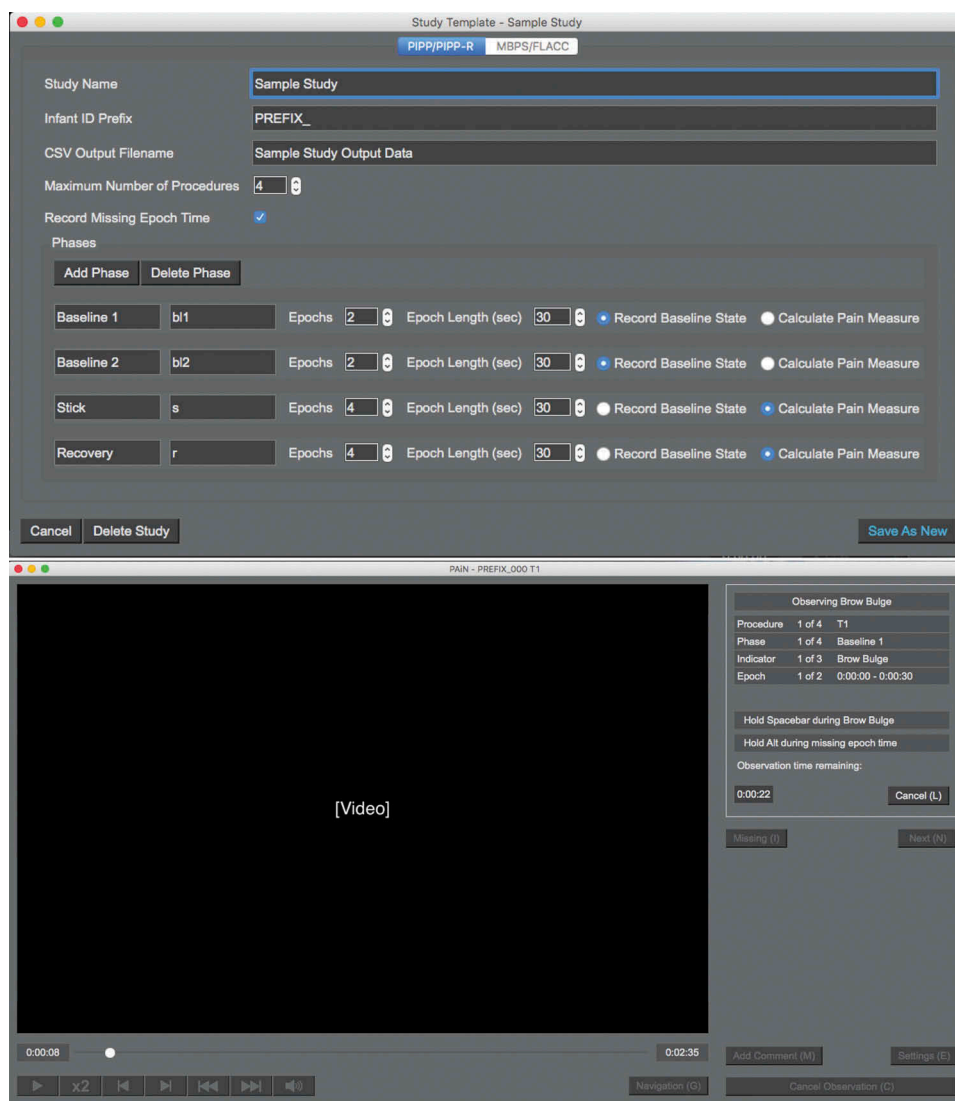 Study Template - Sample Study
PIPP/PIPP-R MBPS/FLACC
Study Name Sample Study
Infant ID Prefix PREFIX_
CSV Output Filename Sample Study Output Data
Maximum Number of Procedures 4
Record Missing Epoch Time
Phases
Add Phase Delete Phase
Baseline 1 bl1 Epochs 2 Epoch Length (sec) 30 Record Baseline State Calculate Pain Measure
Baseline 2 bl2 Epochs 2 Epoch Length (sec) 30 Record Baseline State Calculate Pain Measure
Stick s Epochs 4 Epoch Length (sec) 30 Record Baseline State Calculate Pain Measure
Recovery r Epochs 4 Epoch Length (sec) 30 Record Baseline State Calculate Pain Measure
Cancel Delete Study Save As New
PAiN - PREFIX_000 T1
Observing Brow Bulge
Procedure 1 of 4 T1
Phase 1 of 4 Baseline 1
Indicator 1 of 3 Brow Bulge
Epoch 1 of 2 0:00:00 - 0:00:30
Hold Spacebar during Brow Bulge
Hold Alt during missing epoch time
Observation time remaining:
0:00:22 Cancel (L)
[Video]
Missing (I) Next (N)
0:00:08 0:02:35
Add Comment (M) Settings (E)
x2 Navigation (G) Cancel Observation (C)